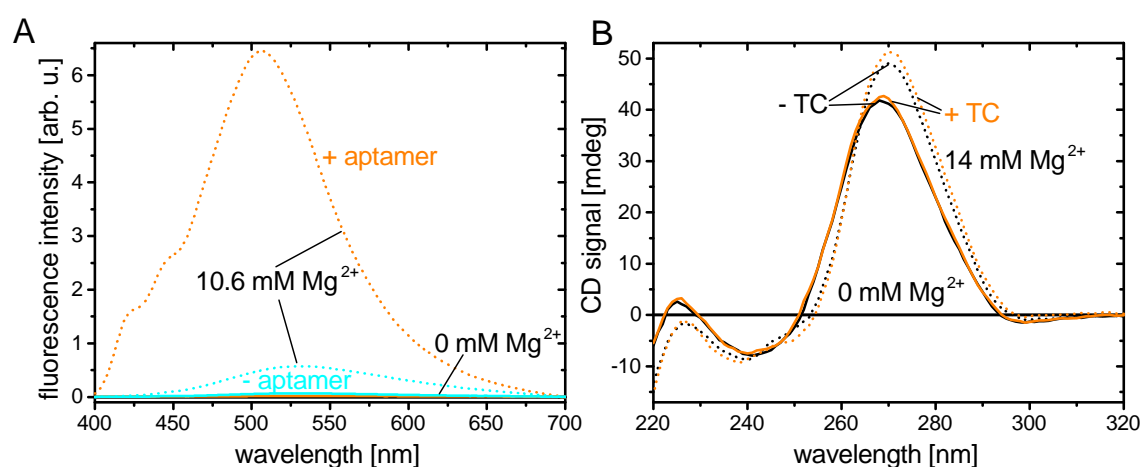 A
fluorescence intensity [arb. u.]
6
5
4
3
2
1
0
+ aptamer
10.6 mM Mg²⁺
0 mM Mg²⁺
- aptamer
400 450 500 550 600 650 700
wavelength [nm]
B
CD signal [mdeg]
50
40
30
20
10
0
-10
- TC
+ TC
14 mM Mg²⁺
0 mM Mg²⁺
220 240 260 280 300 320
wavelength [nm]